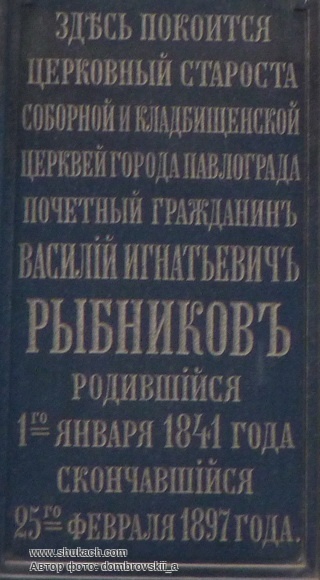 ЗДѢСЬ ПОКОИТСЯ
ЦЕРКОВНЫЙ СТАРОСТА
СОБОРНОЙ И КЛАДБИЩЕНСКОЙ
ЦЕРКВЕЙ ГОРОДА ПАВЛОГРАДА
ПОЧЕТНЫЙ ГРАЖДАНИНЪ
ВАСИЛІЙ ИГНАТЬЕВИЧЪ
РЫБНИКОВЪ
РОДИВШІЙСЯ
1го ЯНВАРЯ 1841 ГОДА
СКОНЧАВШІЙСЯ
25го ФЕВРАЛЯ 1897 ГОДА.
www.shukach.com
Автор фото: dombrovskii_a